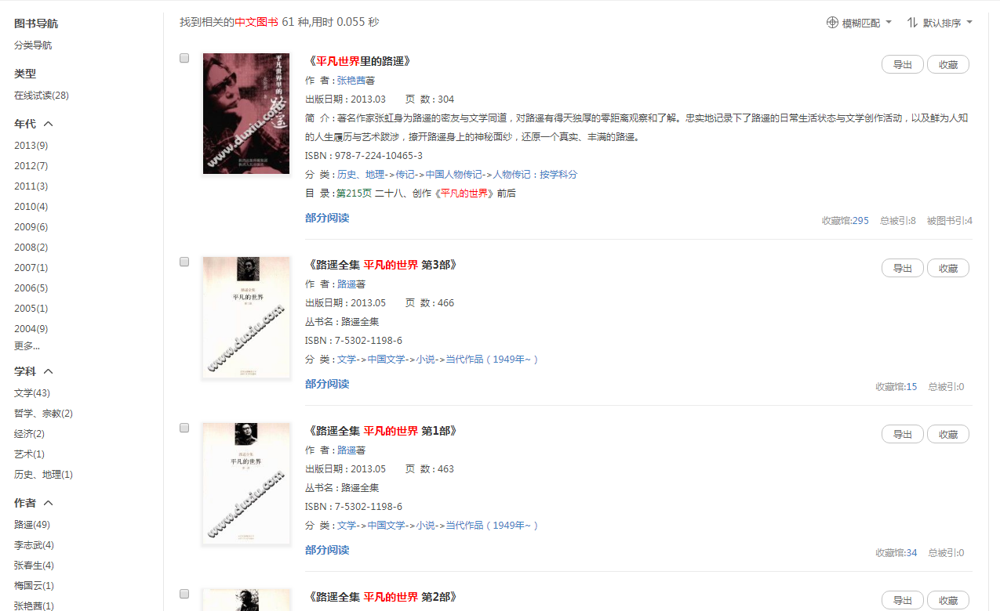 图书导航
分类导航
类型
在线试读(28)
年代
2013(9)
2012(7)
2011(3)
2010(4)
2009(6)
2008(2)
2007(1)
2006(5)
2005(1)
2004(9)
更多...
学科
文学(43)
哲学、宗教(2)
经济(2)
艺术(1)
历史、地理(1)
作者
路遥(49)
李志武(4)
张春生(4)
梅国云(1)
张艳茜(1)
找到相关的中文图书 61 种,用时 0.055 秒
模糊匹配 默认排序
平凡世界里的
路遥
www.duxiu.com
《平凡世界里的路遥》
导出 收藏
作 者 : 张艳茜著
出版日期 : 2013.03 页 数 : 304
简 介 : 著名作家张虹身为路遥的密友与文学同道，对路遥有得天独厚的零距离观察和了解。忠实地记录下了路遥的日常生活状态与文学创作活动，以及鲜为人知
的人生履历与艺术跋涉，撩开路遥身上的神秘面纱，还原一个真实、丰满的路遥。
ISBN : 978-7-224-10465-3
分 类 : 历史、地理->传记->中国人物传记->人物传记：按学科分
目 录 : 第215页 二十八、创作《平凡的世界》前后
部分阅读
收藏馆:295 总被引:8 被图书引:4
路遥全集
平凡的世界
www.duxiu.com
《路遥全集 平凡的世界 第3部》
导出 收藏
作 者 : 路遥著
出版日期 : 2013.05 页 数 : 466
丛书名 : 路遥全集
ISBN : 7-5302-1198-6
分 类 : 文学->中国文学->小说->当代作品（1949年~）
部分阅读
收藏馆:15 总被引:0
路遥全集
平凡的世界
www.duxiu.com
《路遥全集 平凡的世界 第1部》
导出 收藏
作 者 : 路遥著
出版日期 : 2013.05 页 数 : 463
丛书名 : 路遥全集
ISBN : 7-5302-1198-6
分 类 : 文学->中国文学->小说->当代作品（1949年~）
部分阅读
收藏馆:34 总被引:0
《路遥全集 平凡的世界 第2部》
导出 收藏